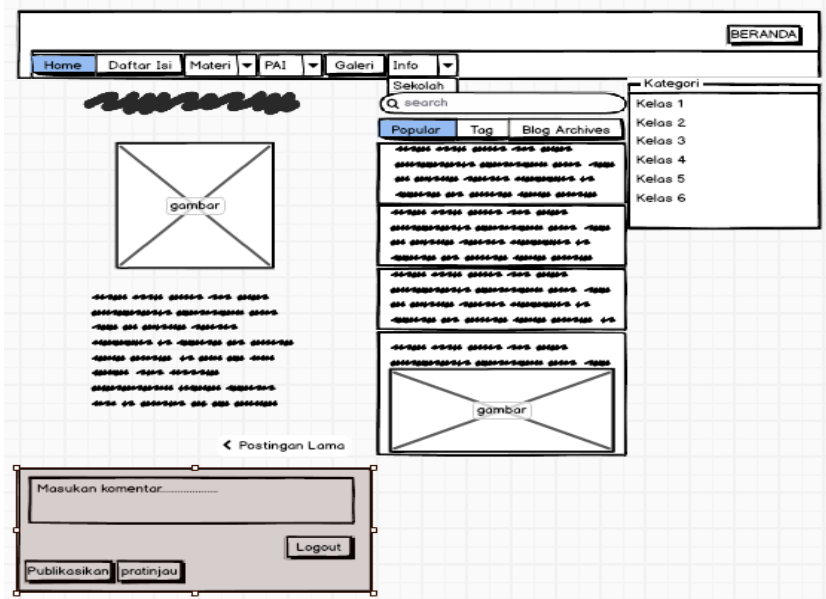 BERANDA
Home Daftar Isi Materi PAI Galeri Info
Sekolah
search
Popular Tag Blog Archives
Kategori
Kelas 1
Kelas 2
Kelas 3
Kelas 4
Kelas 5
Kelas 6
gambar
gambar
Postingan Lama
Masukan komentar...................
Logout
Publikasikan pratinjau